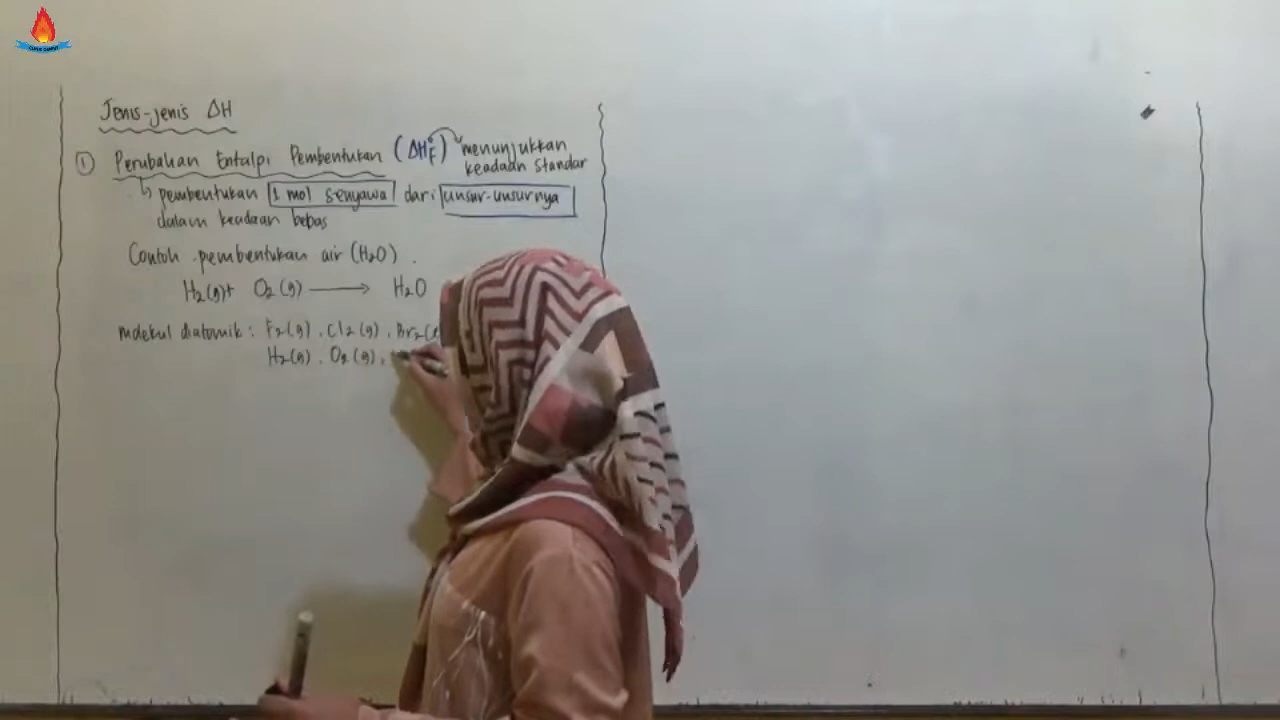 Jenis-jenis ΔH
① Perubahan Entalpi Pembentukan (ΔH°F) menunjukkan
keadaan standar
↳ pembentukan 1 mol senyawa dari unsur-unsurnya
dalam keadaan bebas
Contoh pembentukan air (H₂O).
H₂(g)+ O₂(g) ⟶ H₂O
molekul diatomik: F₂(g), Cl₂(g), Br₂(
H₂(g), O₂(g),